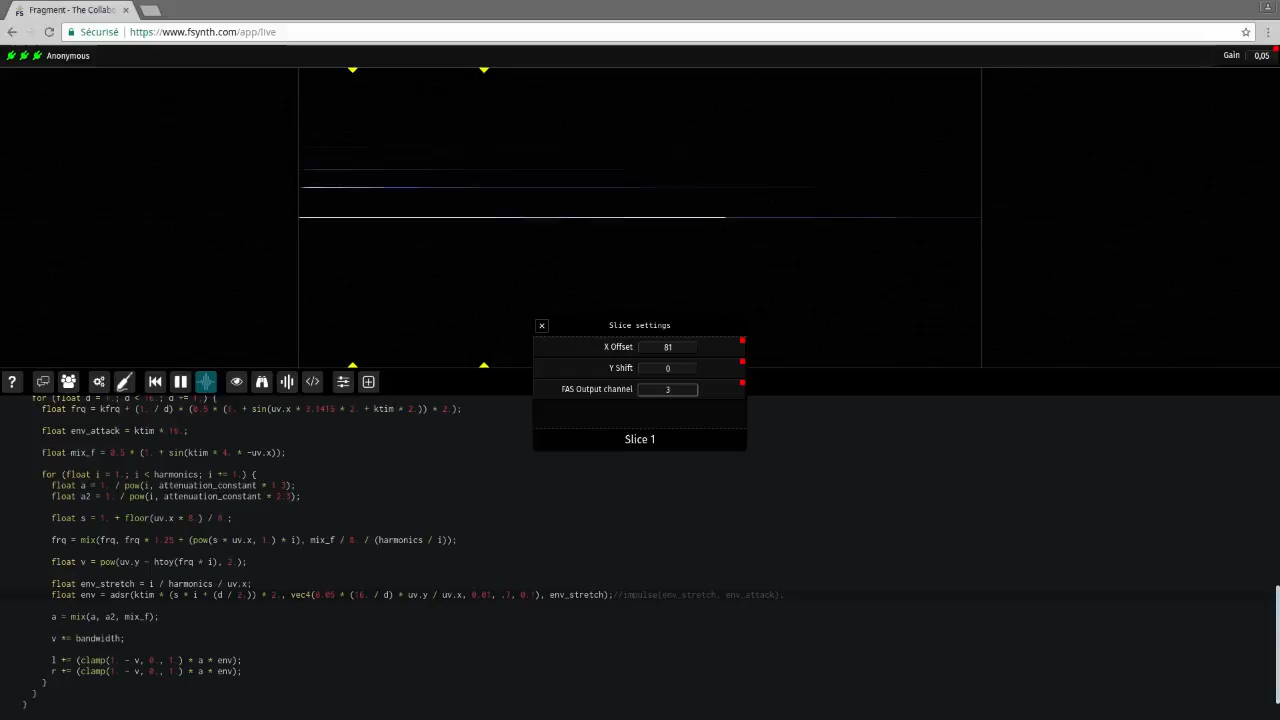 Fragment - The Collabo
Sécurisé
https://www.fsynth.com/app/live
Anonymous
Gain 0,05
Slice settings
X Offset 81
Y Shift 0
FAS Output channel 3
Slice 1
for (float d = 1.; d < 16.; d += 1.) {
float frq = kfrq + (1. / d) * (0.5 * (1. + sin(uv.x * 3.1415 * 2. + ktim * 2.)) * 2.);
float env_attack = ktim * 16.;
float mix_f = 0.5 * (1. + sin(ktim * 4. * -uv.x));
for (float i = 1.; i < harmonics; i += 1.) {
float a = 1. / pow(i, attenuation_constant * 1.3);
float a2 = 1. / pow(i, attenuation_constant * 2.3);
float s = 1. + floor(uv.x * 8.) / 8.;
frq = mix(frq, frq * 1.25 + (pow(s * uv.x, 1.) * i), mix_f / 8. / (harmonics / i));
float v = pow(uv.y - htoy(frq * i), 2.);
float env_stretch = i / harmonics / uv.x;
float env = adsr(ktim * (s * i + (d / 2.)) * 2., vec4(0.05 * (16. / d) * uv.y / uv.x, 0.01, .7, 0.1), env_stretch);//impulse(env_stretch, env_attack);
a = mix(a, a2, mix_f);
v *= bandwidth;
l += (clamp(1. - v, 0., 1.) * a * env);
r += (clamp(1. - v, 0., 1.) * a * env);
}
}
}